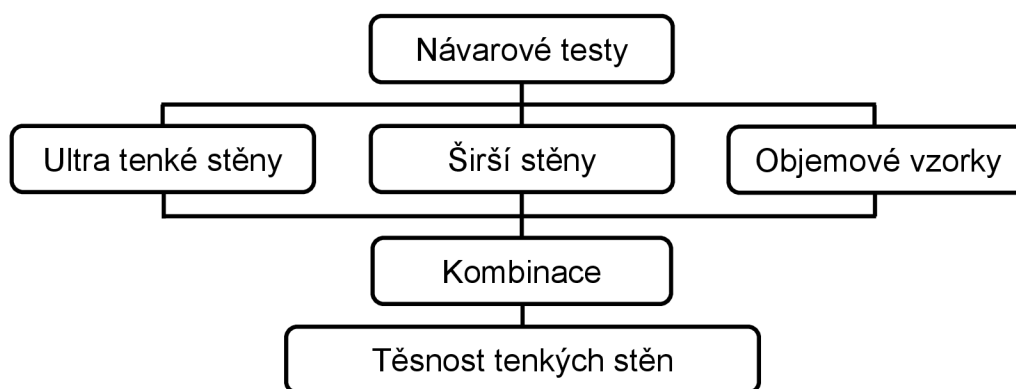 Návarové testy
Ultra tenké stěny
Širší stěny
Objemové vzorky
Kombinace
Těsnost tenkých stěn